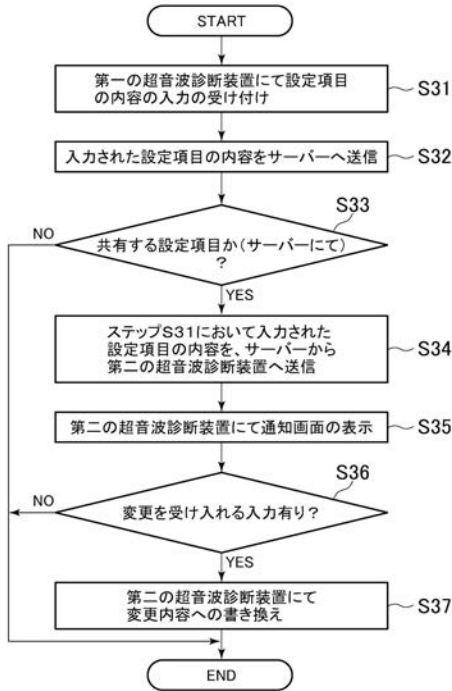 START
第一の超音波診断装置にて設定項目
の内容の入力の受け付け
S31
入力された設定項目の内容をサーバーへ送信
S32
S33
NO
共有する設定項目か(サーバーにて)
?
YES
ステップS31において入力された
設定項目の内容を、サーバーから
第二の超音波診断装置へ送信
S34
第二の超音波診断装置にて通知画面の表示
S35
S36
NO
変更を受け入れる入力有り?
YES
第二の超音波診断装置にて
変更内容への書き換え
S37
END